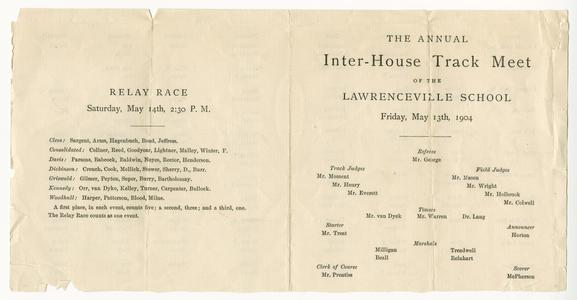 RELAY RACE
Saturday, May 14th, 2:30 P. M.
Cleve: Sargent, Arms, Hagenbuch, Bond, Jeffress.
Consolidated: Collner, Reed, Goodyear, Lightner, Malley, Winter, F.
Davis: Parsons, Babcock, Baldwin, Noyes, Rector, Henderson.
Dickinson: Crouch, Cook, Mellick, Sawyer, Sherry, D., Burr.
Griswold: Gilmer, Peyton, Soper, Barry, Bartholomay.
Kennedy: Orr, van Dyke, Kelley, Turner, Carpenter, Bullock.
Woodhull: Harper, Patterson, Blood, Milne.
A first place, in each event, counts five; a second, three; and a third, one.
The Relay Race counts as one event.
THE ANNUAL
Inter-House Track Meet
OF THE
LAWRENCEVILLE SCHOOL
Friday, May 13th, 1904
Referee
Mr. George
Track Judges Field Judges
Mr. Moment Mr. Mason
Mr. Henry Mr. Wright
Mr. Everett Mr. Holbrook
Mr. Colwell
Timers
Mr. van Dyck Mr. Warren Dr. Lang
Starter Announcer
Mr. Trent Horton
Marshals
Milligan Treadwell
Beall Reinhart
Clerk of Course Scorer
Mr. Prentiss McPherson